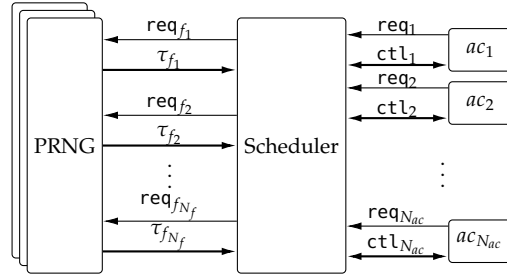 req_{f_1}
τ_{f_1}
req_{f_2}
τ_{f_2}
⋮
req_{f_{N_f}}
τ_{f_{N_f}}
PRNG
Scheduler
req_1
ctl_1
req_2
ctl_2
⋮
req_{N_{ac}}
ctl_{N_{ac}}
ac_1
ac_2
ac_{N_{ac}}